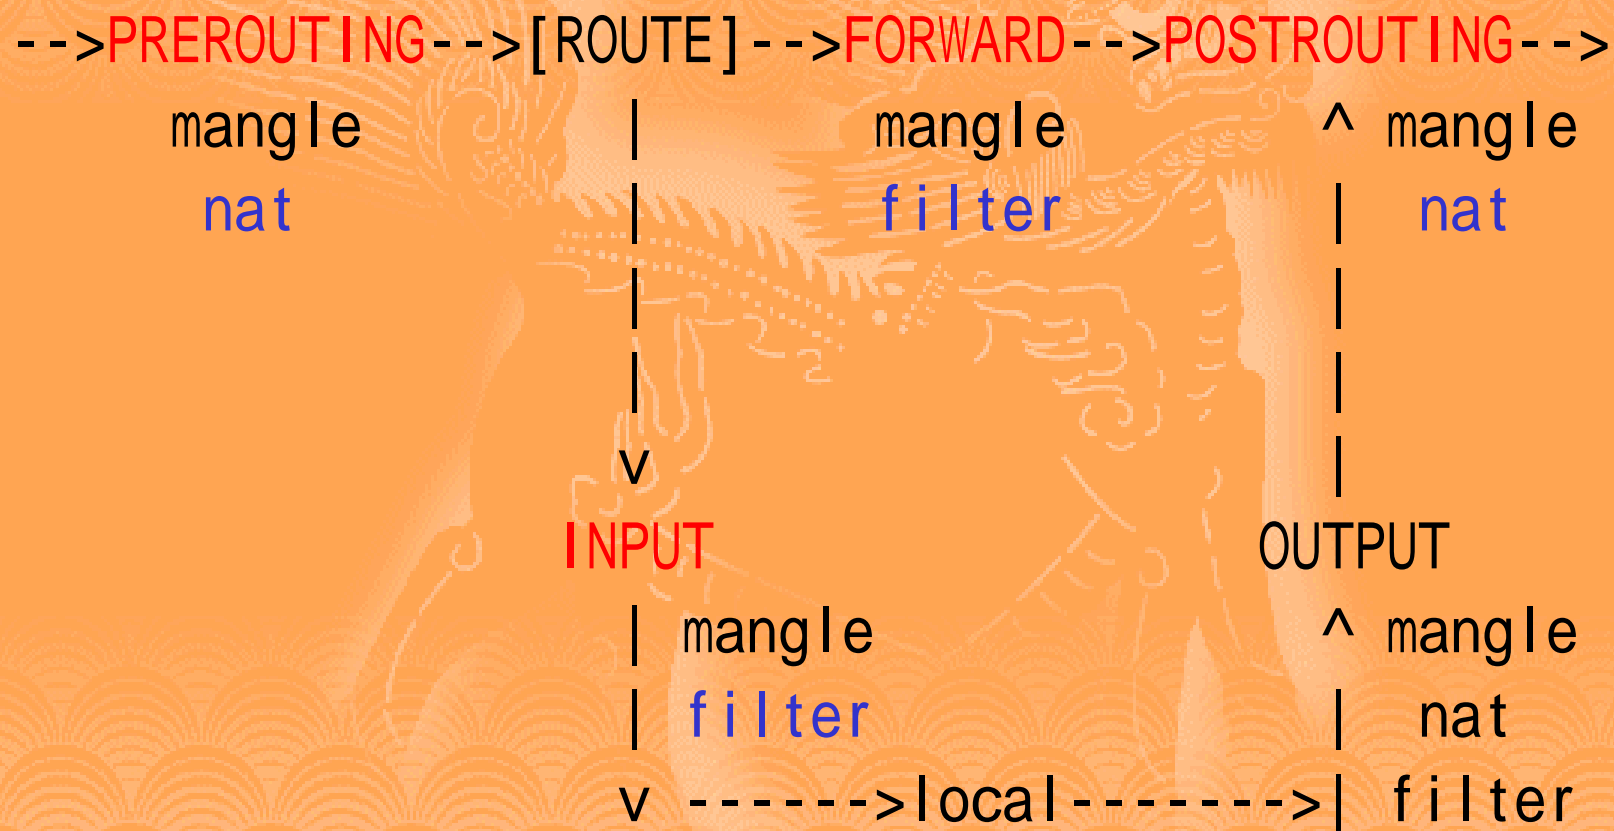 -->PREROUTING-->[ROUTE]-->FORWARD-->POSTROUTING-->
mangle | mangle ^ mangle
nat | filter | nat
| |
| |
v |
INPUT OUTPUT
| mangle ^ mangle
| filter | nat
v ------>local------->| filter